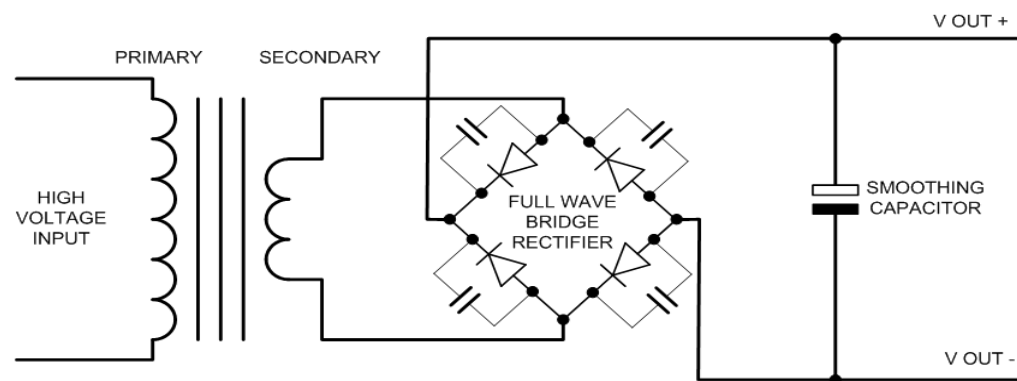 V OUT +
PRIMARY
SECONDARY
HIGH
VOLTAGE
INPUT
FULL WAVE
BRIDGE
RECTIFIER
SMOOTHING
CAPACITOR
V OUT -